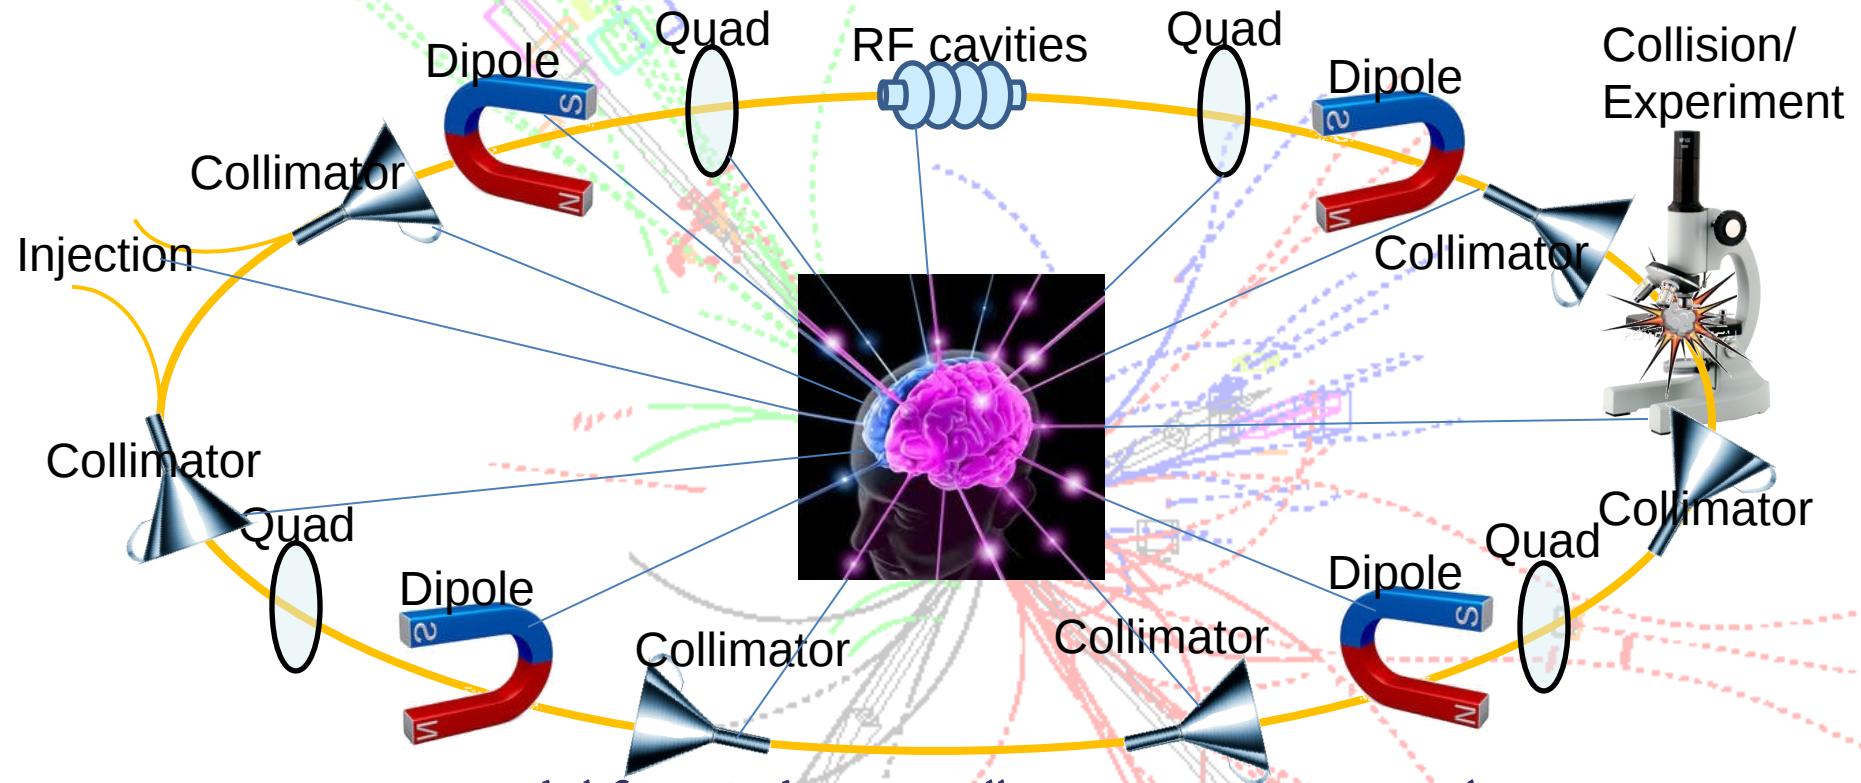 Quad
Quad
RF cavities
Collision/
Experiment
Dipole
Dipole
S
S
Collimator
N
N
Injection
Collimator
Collimator
Quad
Collimator
Quad
Dipole
Dipole
S
S
Collimator
Collimator
N
N